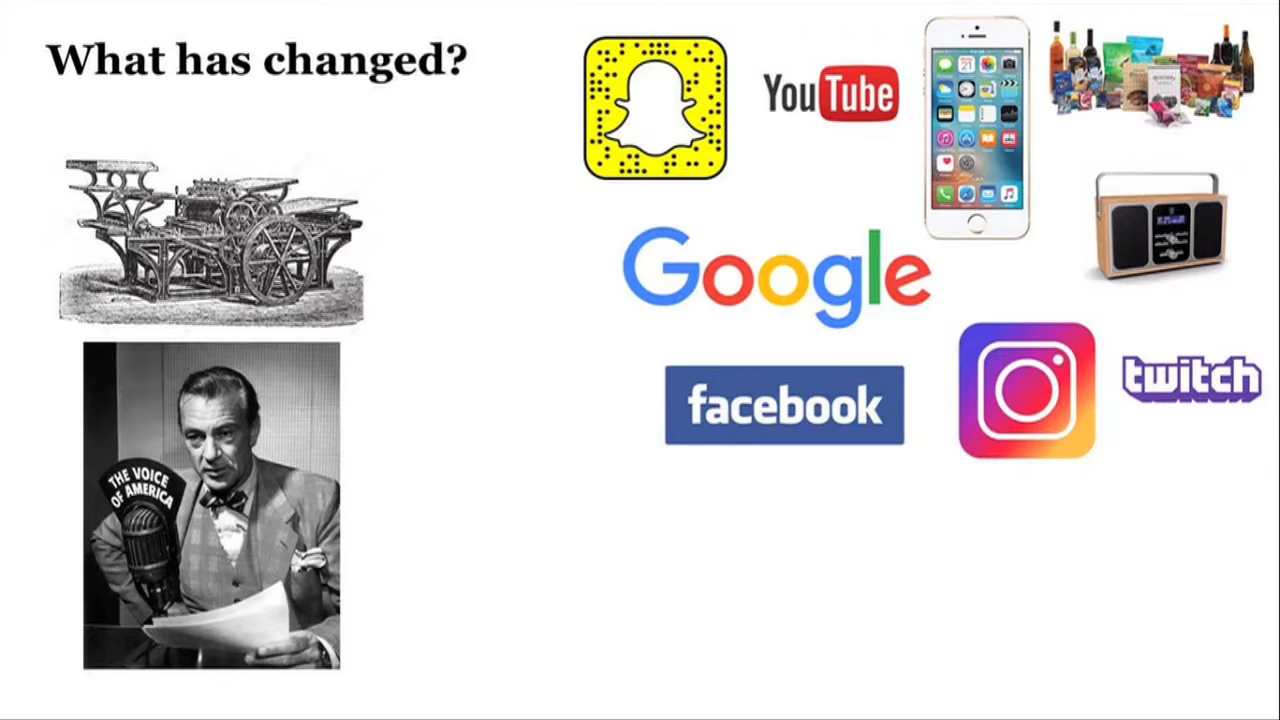 What has changed?
YouTube
Google
facebook
twitch
THE VOICE
OF AMERICA